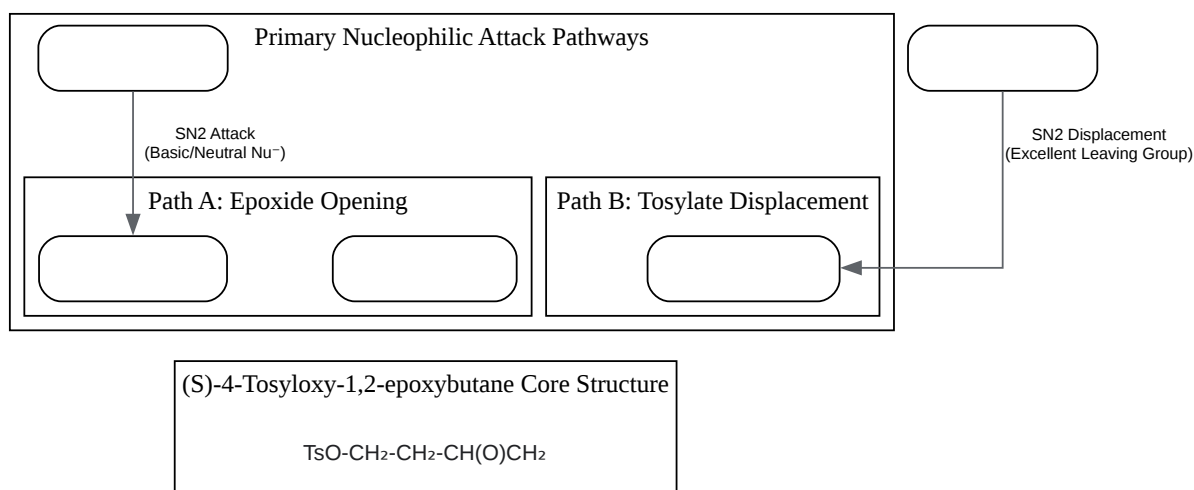 Primary Nucleophilic Attack Pathways
SN2 Attack
(Basic/Neutral Nu⁻)
SN2 Displacement
(Excellent Leaving Group)
Path A: Epoxide Opening
Path B: Tosylate Displacement
(S)-4-Tosyloxy-1,2-epoxybutane Core Structure
TsO-CH₂-CH₂-CH(O)CH₂